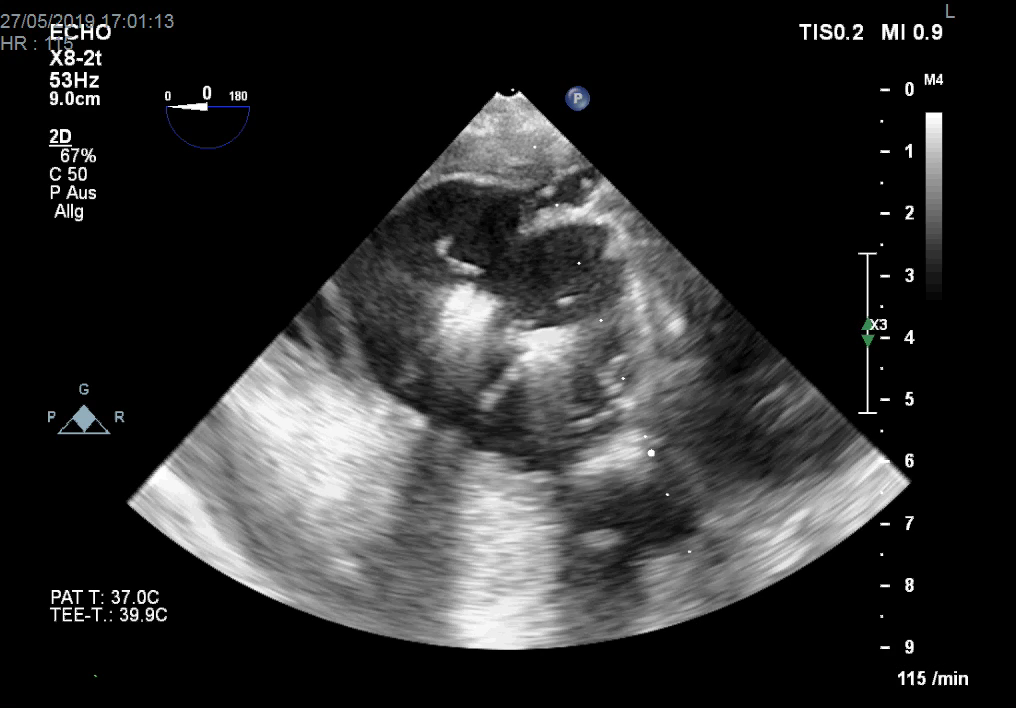 27/05/2019 17:01:13
ECHO
HR : 115
X8-2t
53Hz
9.0cm
2D
67%
C 50
P Aus
Allg
0 0 180
P
TIS0.2 MI 0.9
L
M4
0
1
2
3
X3
4
5
6
7
8
9
G
P R
PAT T: 37.0C
TEE-T.: 39.9C
115 /min